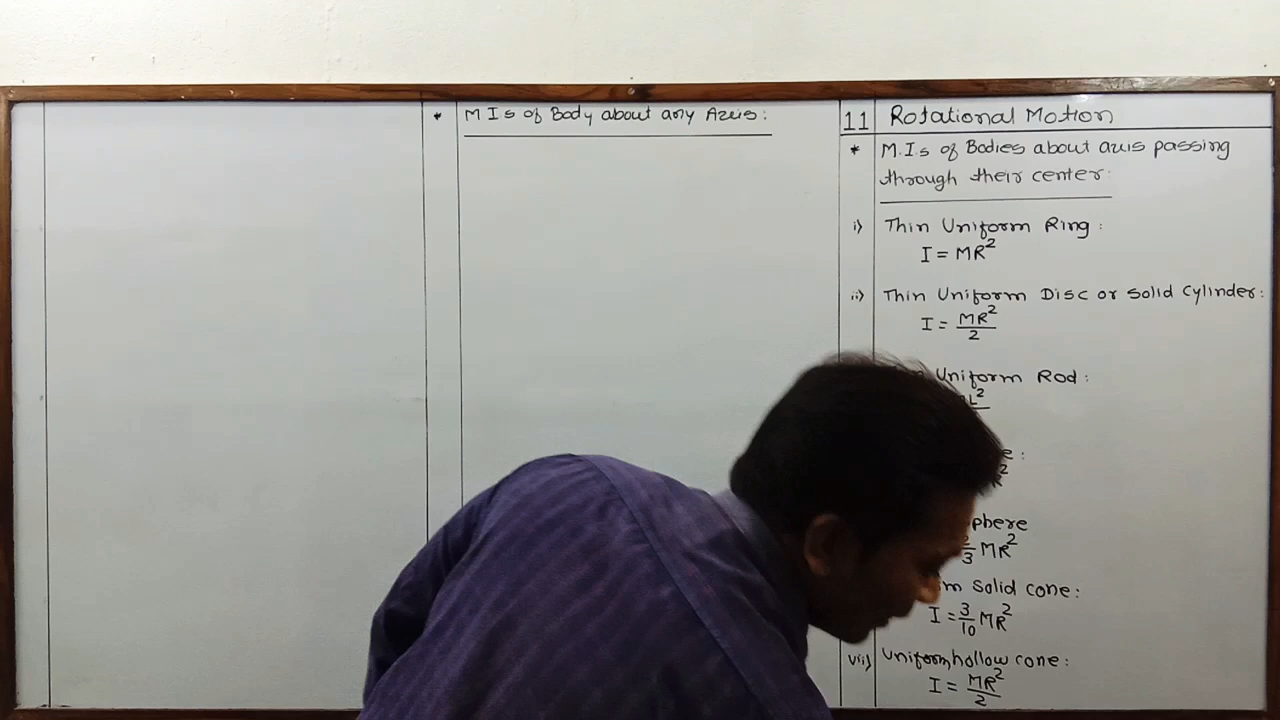 * M I s of Body about any Axis:
11 Rotational Motion
* M.I.s of Bodies about axis passing
through their center:
i) Thin Uniform Ring:
I = MR²
ii) Thin Uniform Disc or solid cylinder:
I = MR²/2
Uniform Rod:
L²
phere
/3 MR²
Solid cone:
I = 3/10 MR²
vii) Uniform hollow cone:
I = MR²/2